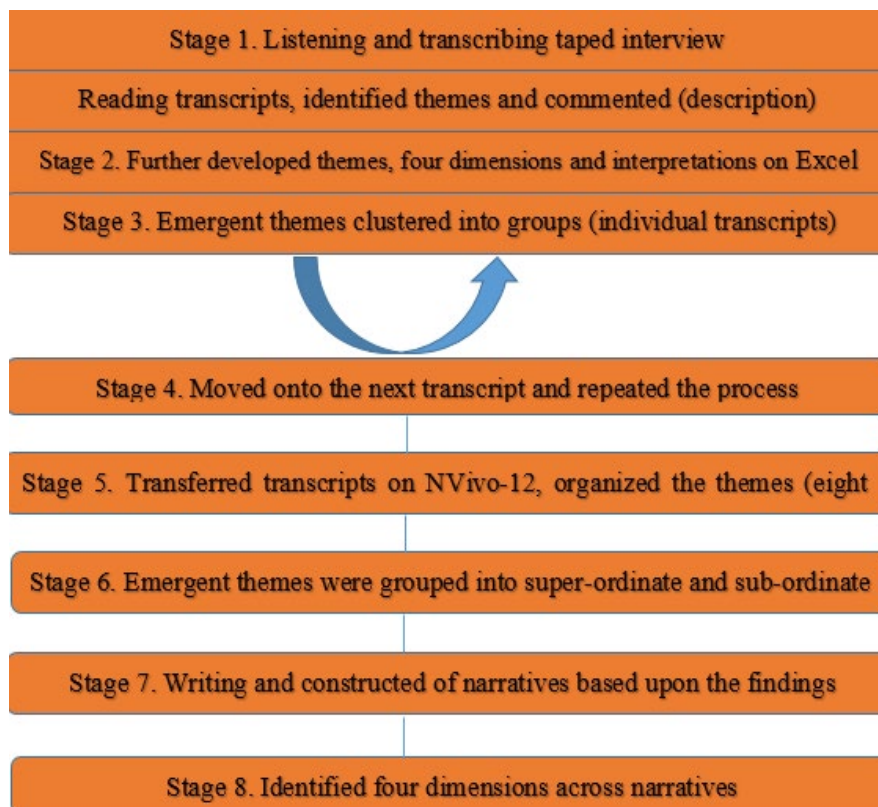 Stage 1. Listening and transcribing taped interview
Reading transcripts, identified themes and commented (description)
Stage 2. Further developed themes, four dimensions and interpretations on Excel
Stage 3. Emergent themes clustered into groups (individual transcripts)
Stage 4. Moved onto the next transcript and repeated the process
Stage 5. Transferred transcripts on NVivo-12, organized the themes (eight
Stage 6. Emergent themes were grouped into super-ordinate and sub-ordinate
Stage 7. Writing and constructed of narratives based upon the findings
Stage 8. Identified four dimensions across narratives